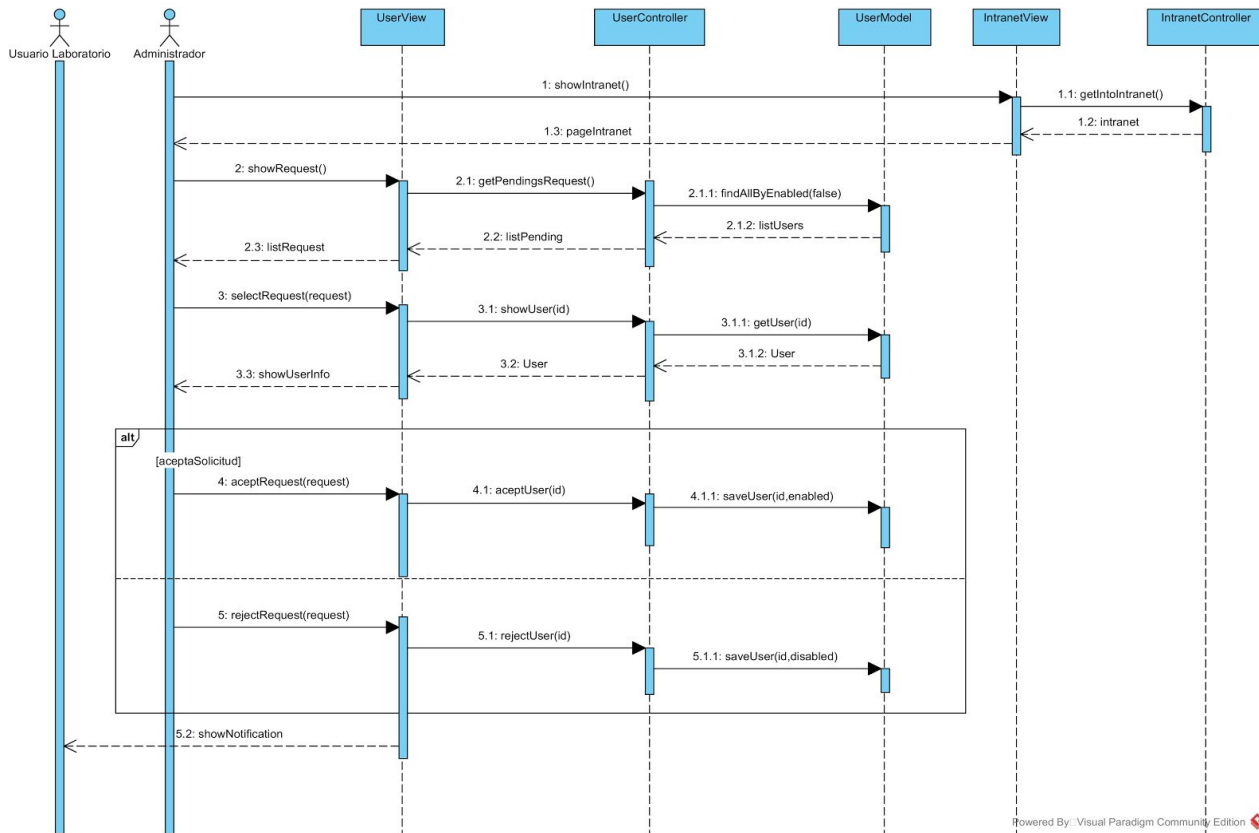 Usuario Laboratorio
Administrador
UserView
UserController
UserModel
IntranetView
IntranetController
1: showIntranet()
1.1: getIntoIntranet()
1.2: intranet
1.3: pageIntranet
2: showRequest()
2.1: getPendingsRequest()
2.1.1: findAllByEnabled(false)
2.1.2: listUsers
2.2: listPending
2.3: listRequest
3: selectRequest(request)
3.1: showUser(id)
3.1.1: getUser(id)
3.1.2: User
3.2: User
3.3: showUserInfo
alt
[aceptaSolicitud]
4: aceptRequest(request)
4.1: aceptUser(id)
4.1.1: saveUser(id,enabled)
5: rejectRequest(request)
5.1: rejectUser(id)
5.1.1: saveUser(id,disabled)
5.2: showNotification
Powered By Visual Paradigm Community Edition